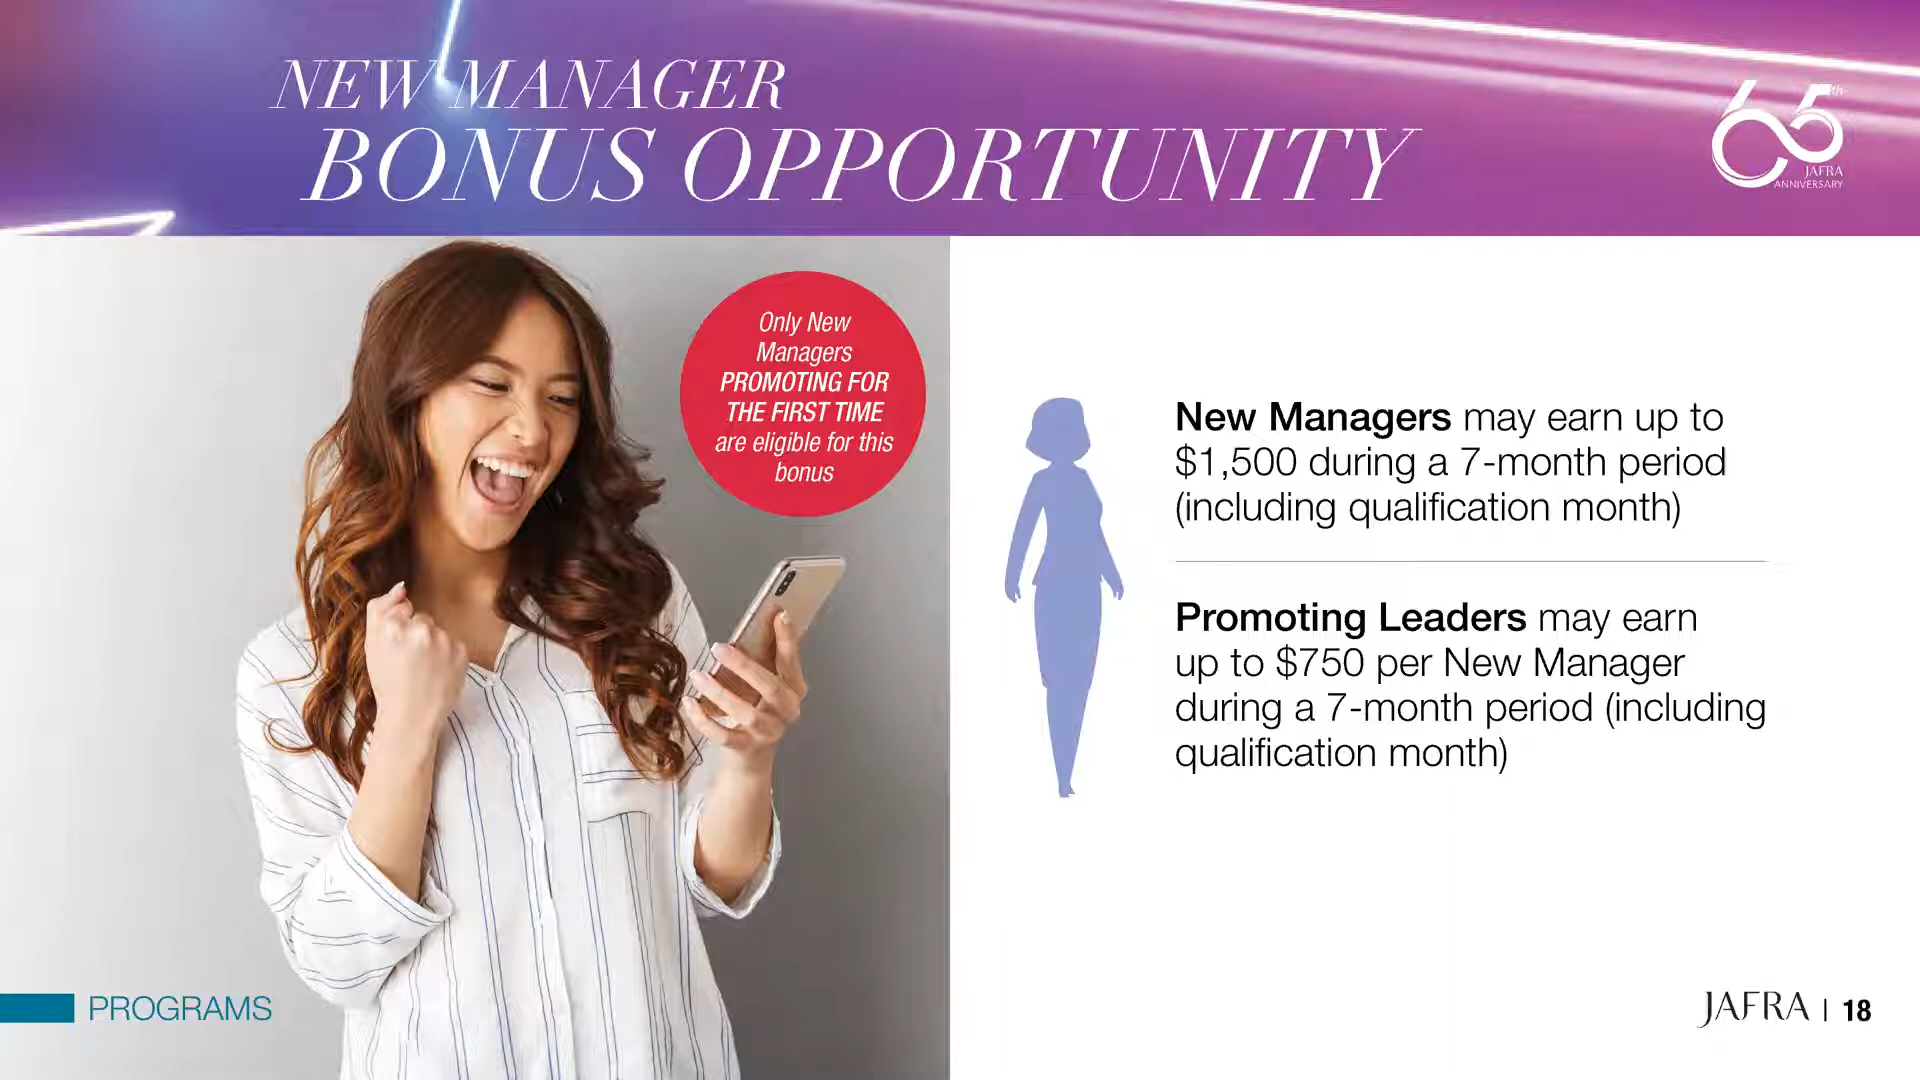 NEW MANAGER
BONUS OPPORTUNITY
65th
JAFRA
ANNIVERSARY
Only New
Managers
PROMOTING FOR
THE FIRST TIME
are eligible for this
bonus
New Managers may earn up to
$1,500 during a 7-month period
(including qualification month)
Promoting Leaders may earn
up to $750 per New Manager
during a 7-month period (including
qualification month)
PROGRAMS
JAFRA | 18